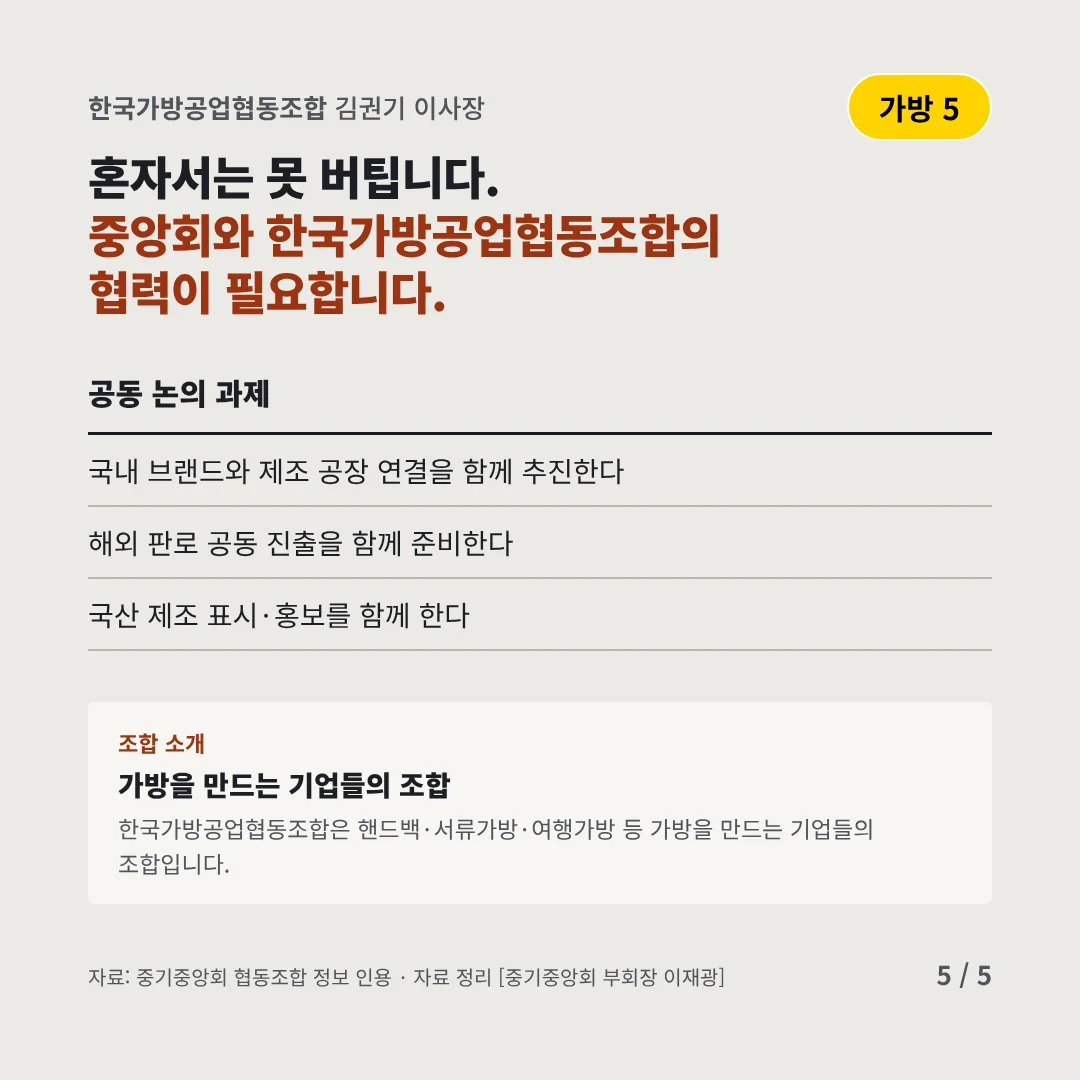 한국가방공업협동조합 김권기 이사장
가방 5
혼자서는 못 버팁니다.
중앙회와 한국가방공업협동조합의
협력이 필요합니다.
공동 논의 과제
국내 브랜드와 제조 공장 연결을 함께 추진한다
해외 판로 공동 진출을 함께 준비한다
국산 제조 표시·홍보를 함께 한다
조합 소개
가방을 만드는 기업들의 조합
한국가방공업협동조합은 핸드백·서류가방·여행가방 등 가방을 만드는 기업들의
조합입니다.
자료: 중기중앙회 협동조합 정보 인용 · 자료 정리 [중기중앙회 부회장 이재광]
5 / 5